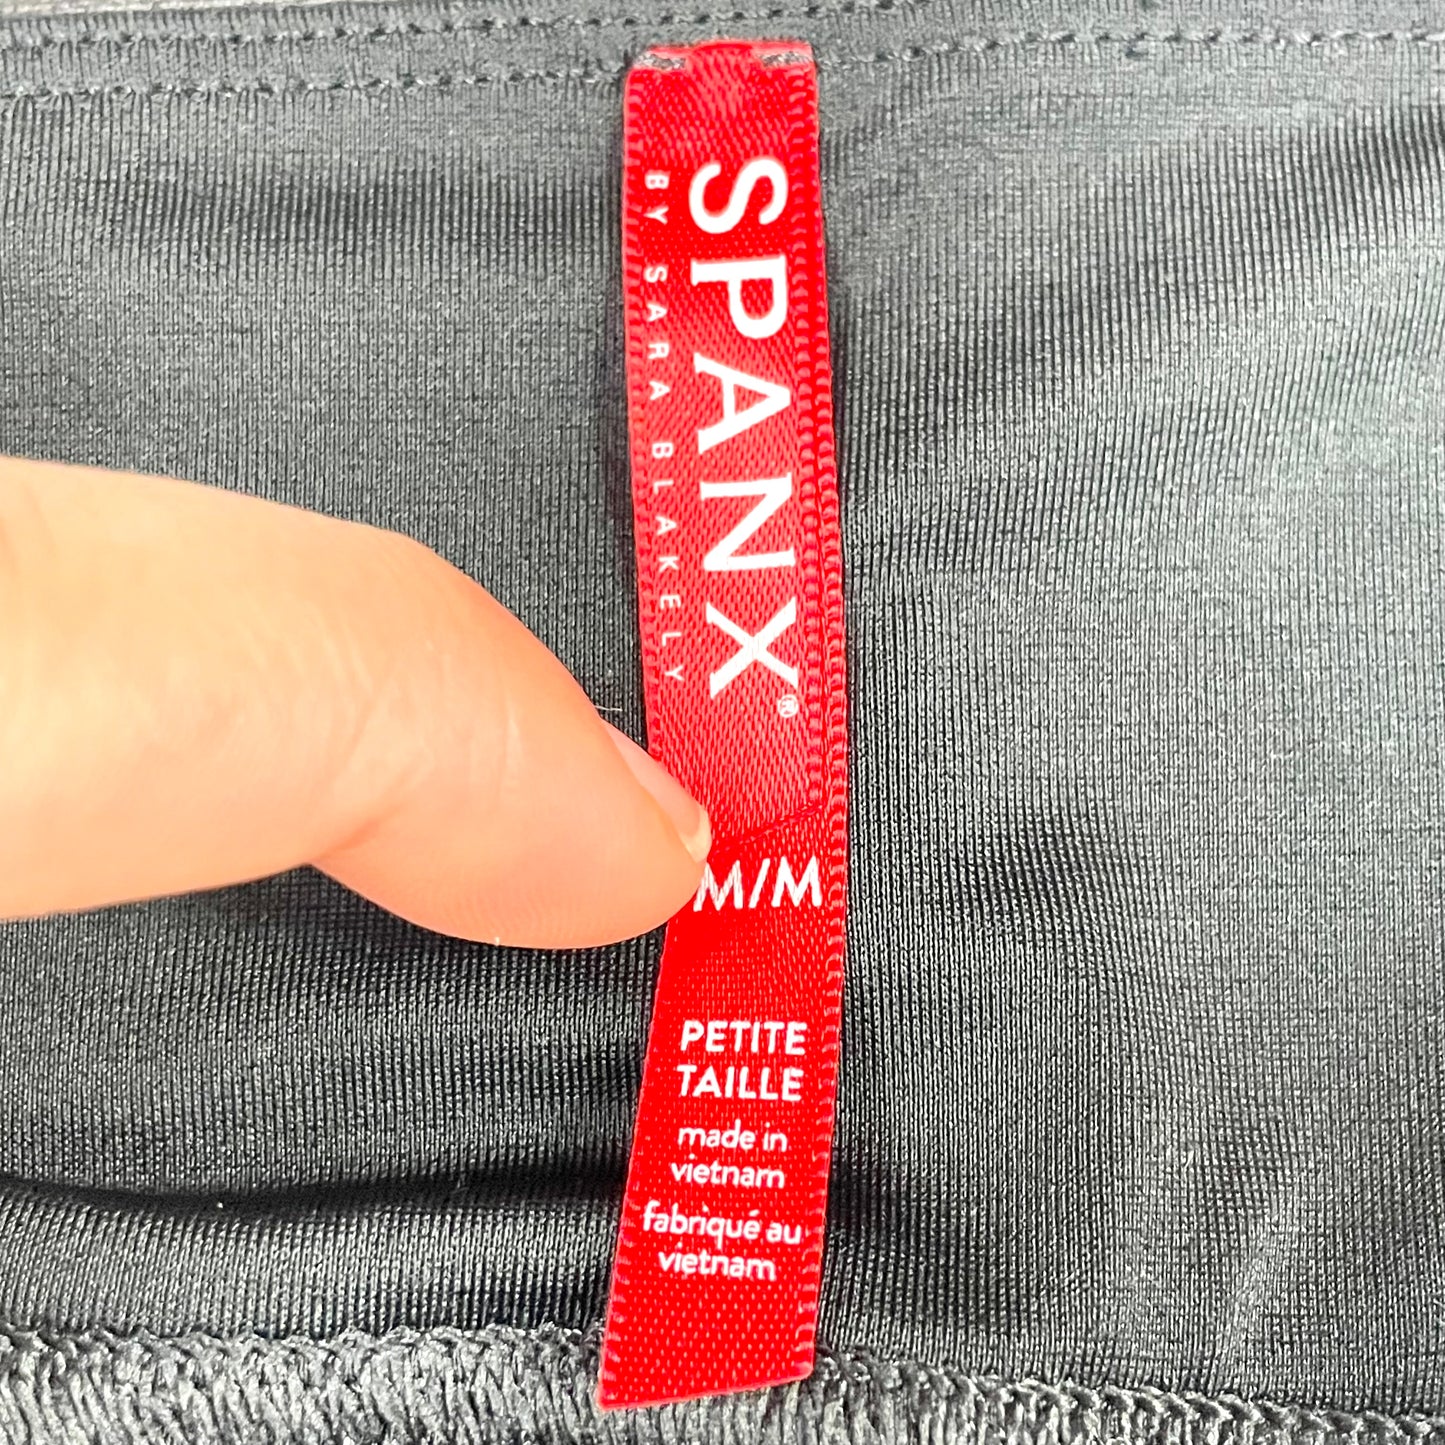 SPANX®
BY SARA BLAKELY
M/M
PETITE
TAILLE
made in
vietnam
fabriqué au
vietnam